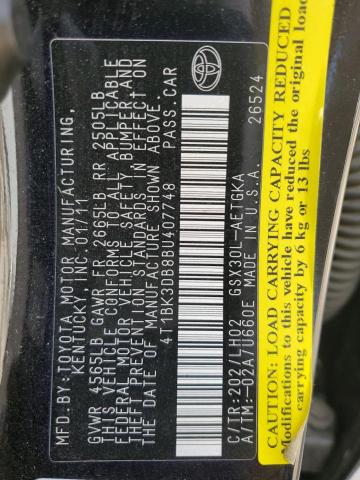 MFD.BY:TOYOTA MOTOR MANUFACTURING,
KENTUCKY, INC. 01/11
GVWR 4565LB GAWR FR 2665LB RR 2505LB
THIS VEHICLE CONFORMS TO ALL APPLICABLE
FEDERAL MOTOR VEHICLE SAFETY, BUMPER, AND
THEFT PREVENTION STANDARDS IN EFFECT ON
THE DATE OF MANUFACTURE SHOWN ABOVE.
4T1BK3DB8BU407748 PASS.CAR
C/TR:202/LH02 GSX30L-AETGKA
A/TM:-02A/U660E MADE IN U.S.A. 26524
TOYOTA
CAUTION: LOAD CARRYING CAPACITY REDUCED
Modifications to this vehicle have reduced the original load
carrying capacity by 6 kg or 13 lbs